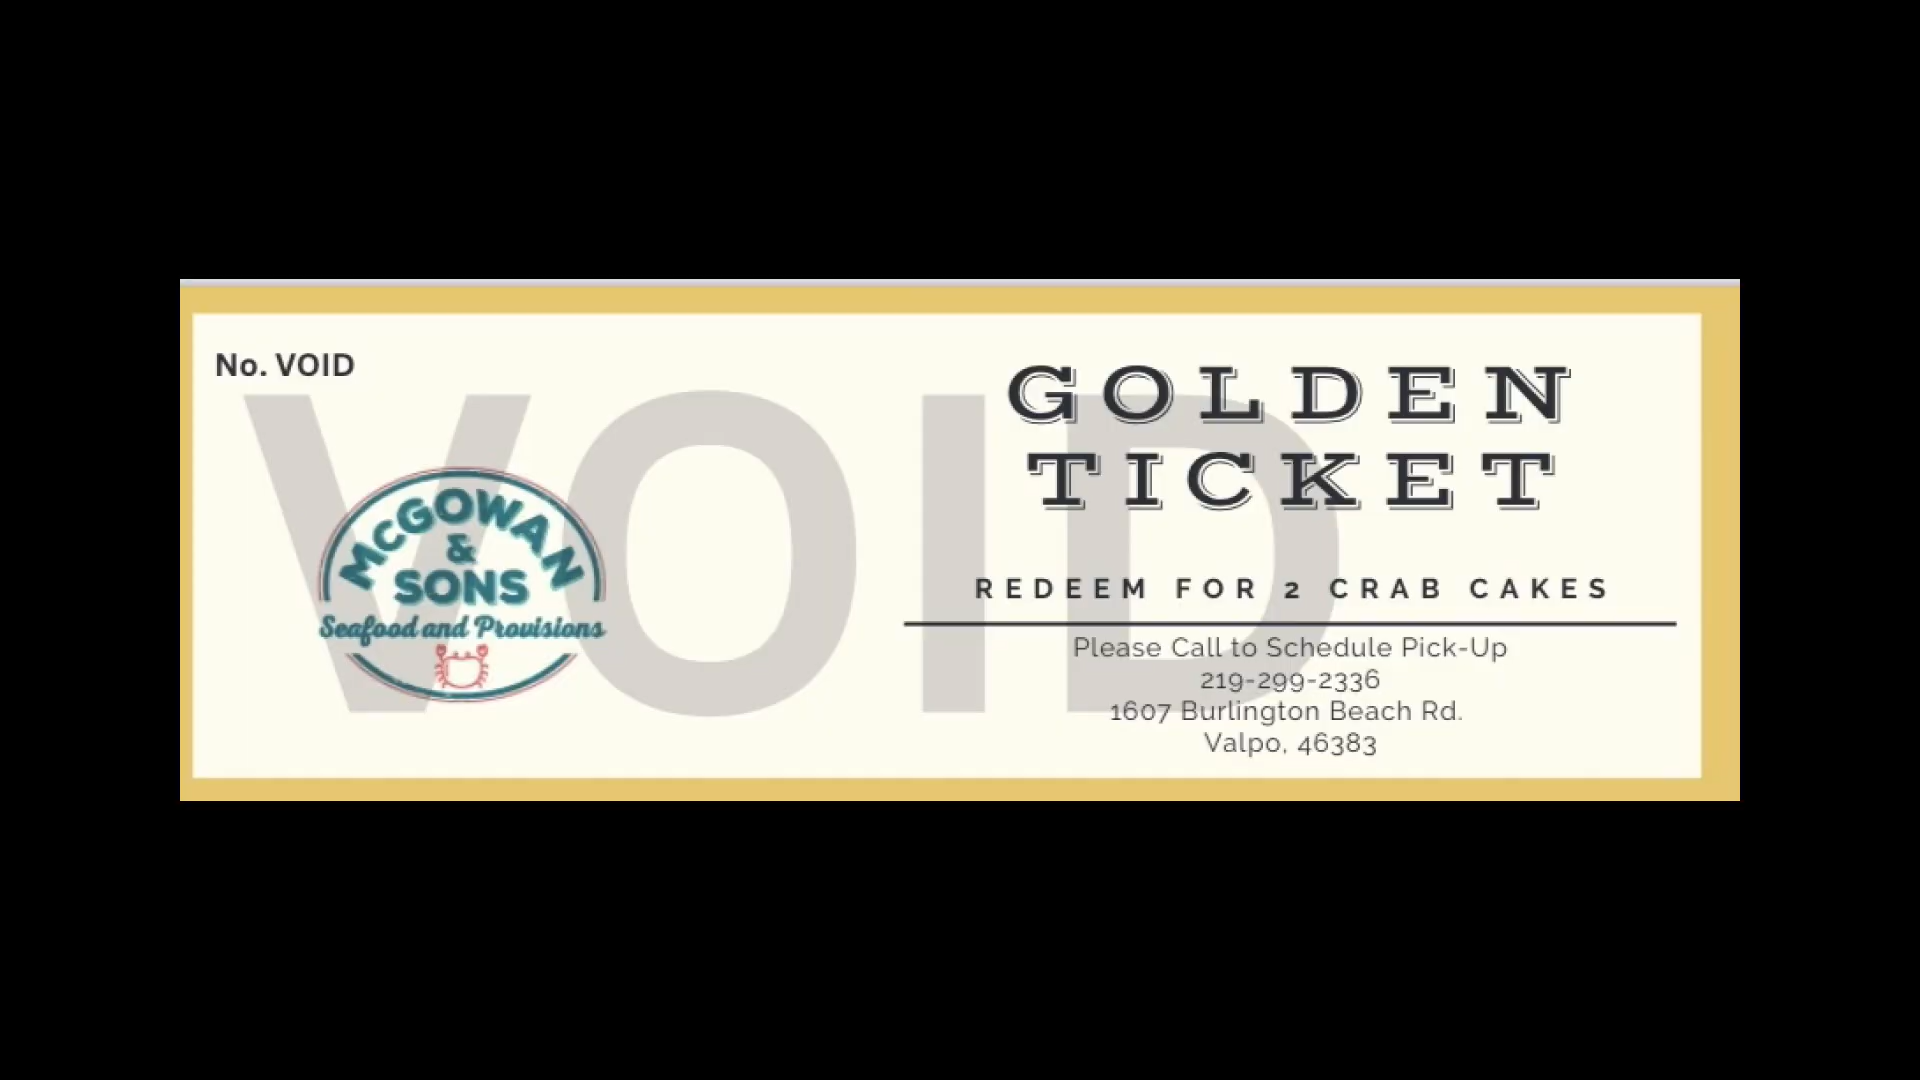 No. VOID
VOID
McGOWAN
&
SONS
Seafood and Provisions
GOLDEN
TICKET
REDEEM FOR 2 CRAB CAKES
Please Call to Schedule Pick-Up
219-299-2336
1607 Burlington Beach Rd.
Valpo, 46383